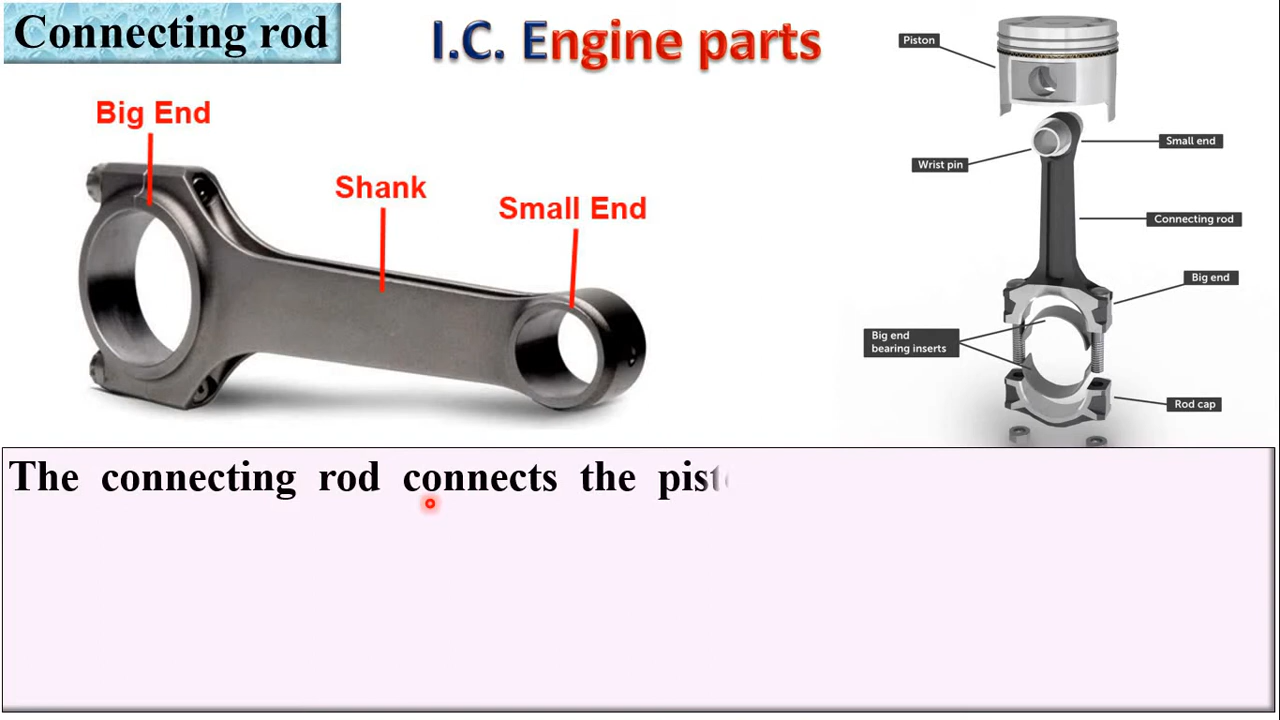 Connecting rod
I.C. Engine parts
Big End
Shank
Small End
Piston
Small end
Wrist pin
Connecting rod
Big end
Big end
bearing inserts
Rod cap
The connecting rod connects the